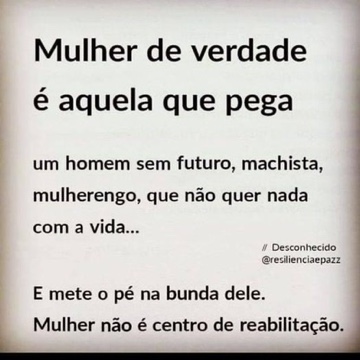 Mulher de verdade
é aquela que pega
um homem sem futuro, machista,
mulherengo, que não quer nada
com a vida...
// Desconhecido
@resilienciaepazz
E mete o pé na bunda dele.
Mulher não é centro de reabilitação.